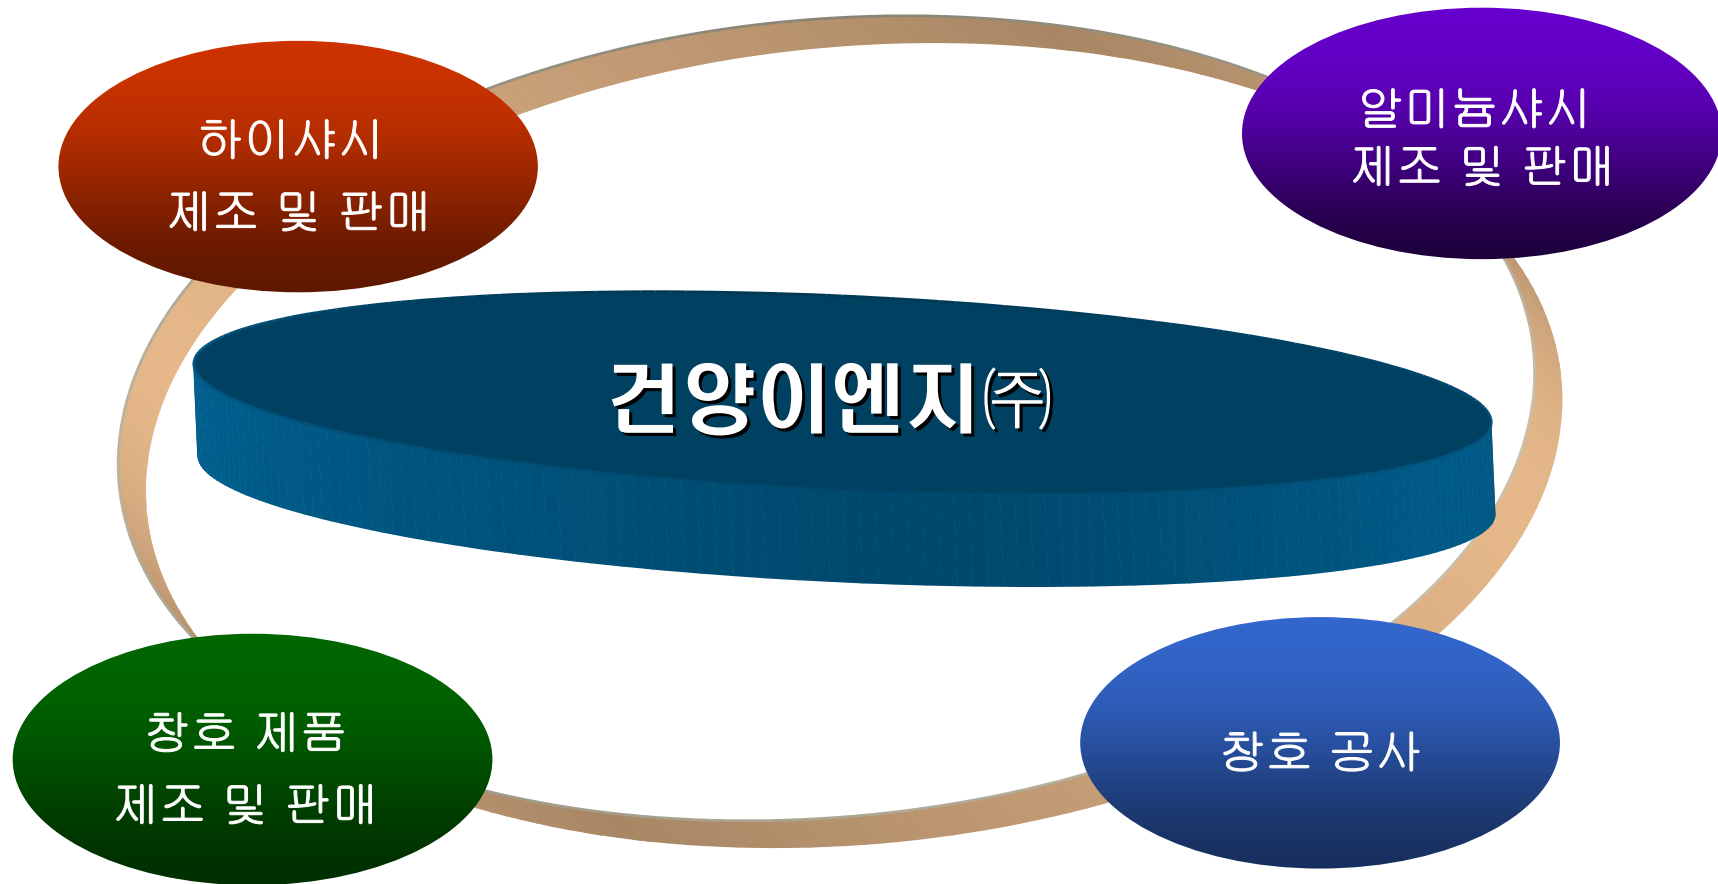 하이샤시
제조 및 판매
알미늄샤시
제조 및 판매
건양이엔지㈜
창호 제품
제조 및 판매
창호 공사